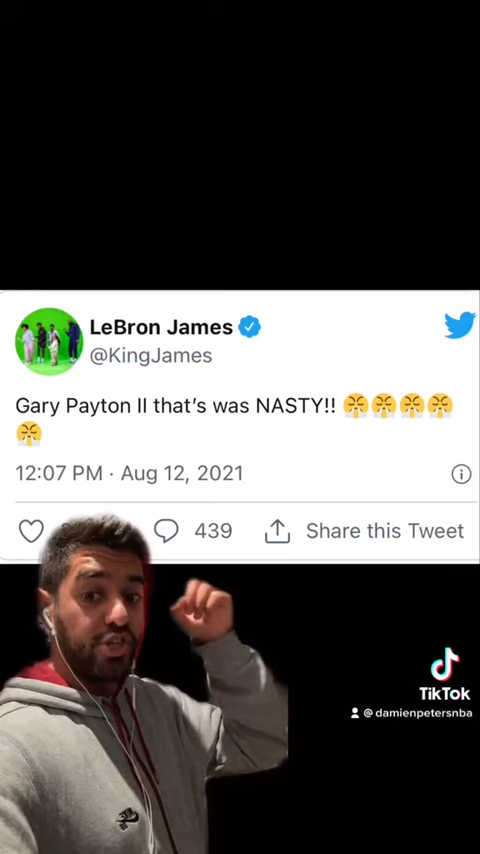 LeBron James
@KingJames
Gary Payton II that's was NASTY!! 😤😤😤😤
😤
12:07 PM · Aug 12, 2021
439 Share this Tweet
TikTok
@damienpetersnba